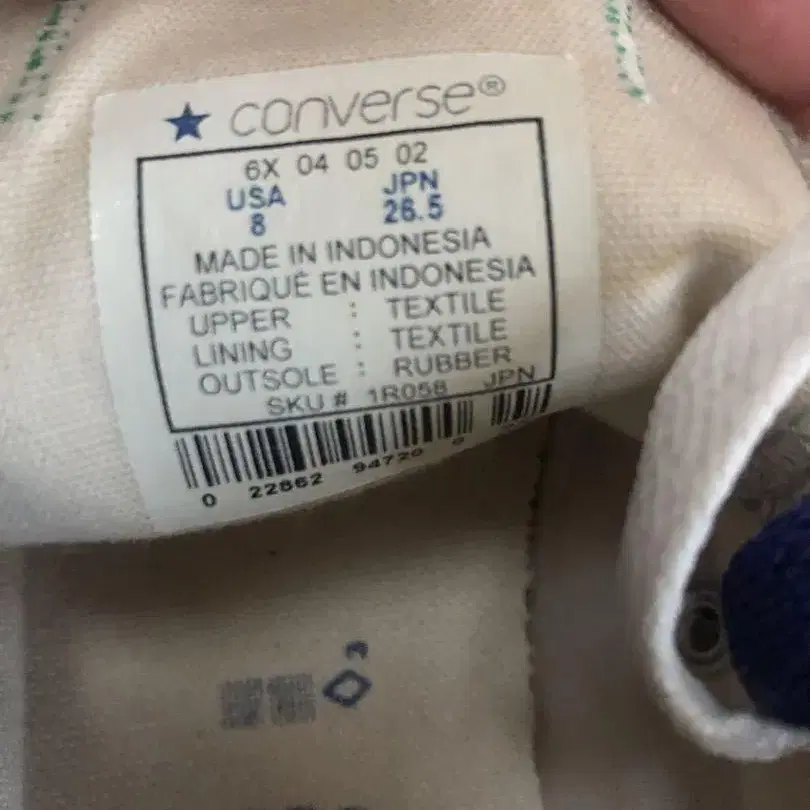 converse®
6X 04 05 02
USA JPN
8 26.5
MADE IN INDONESIA
FABRIQUÉ EN INDONESIA
UPPER : TEXTILE
LINING : TEXTILE
OUTSOLE : RUBBER
SKU # 1R058 JPN
0 22862 94720
3